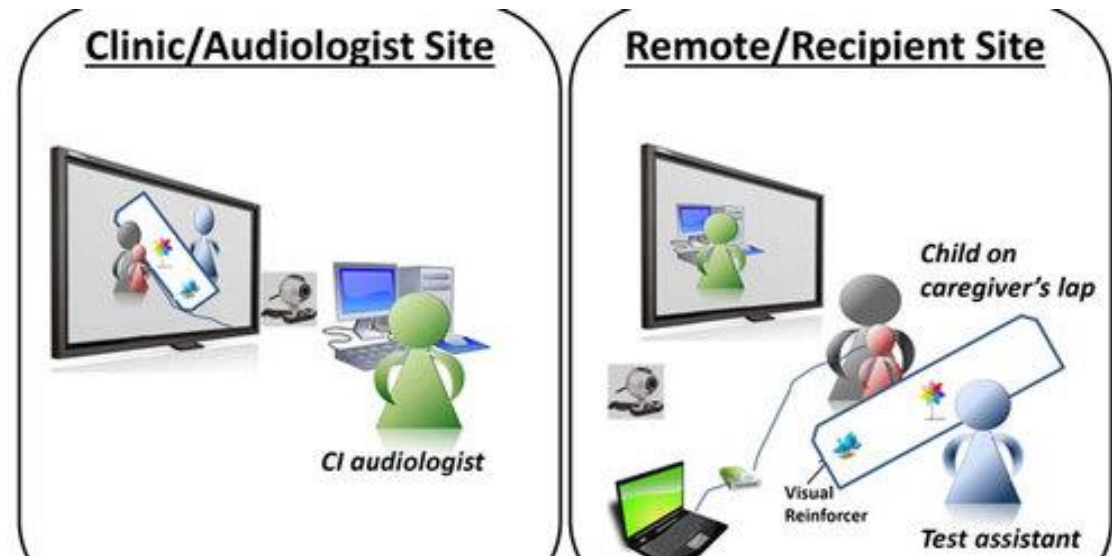 Clinic/Audiologist Site
CI audiologist
Remote/Recipient Site
Child on
caregiver's lap
Visual
Reinforcer
Test assistant